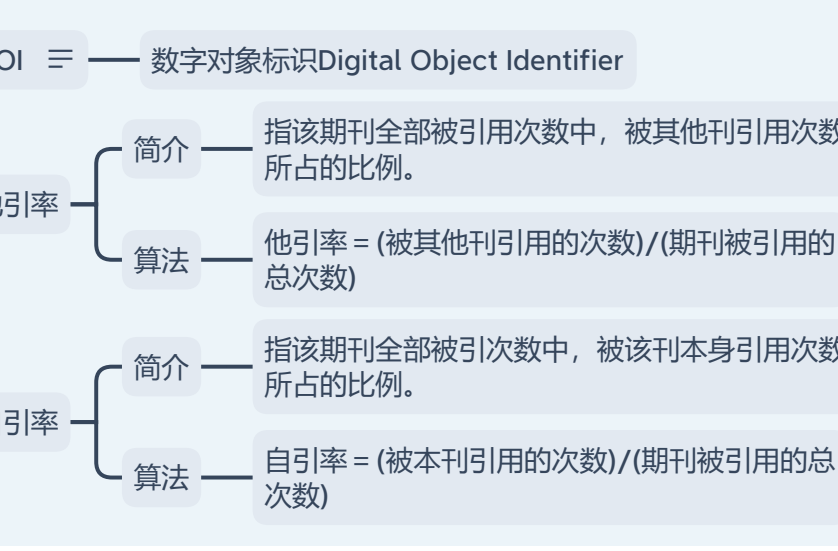 OI
数字对象标识Digital Object Identifier
简介
指该期刊全部被引用次数中，被其他刊引用次数
所占的比例。
他引率
算法
他引率 = (被其他刊引用的次数)/(期刊被引用的
总次数)
简介
指该期刊全部被引次数中，被该刊本身引用次数
所占的比例。
引率
算法
自引率 = (被本刊引用的次数)/(期刊被引用的总
次数)